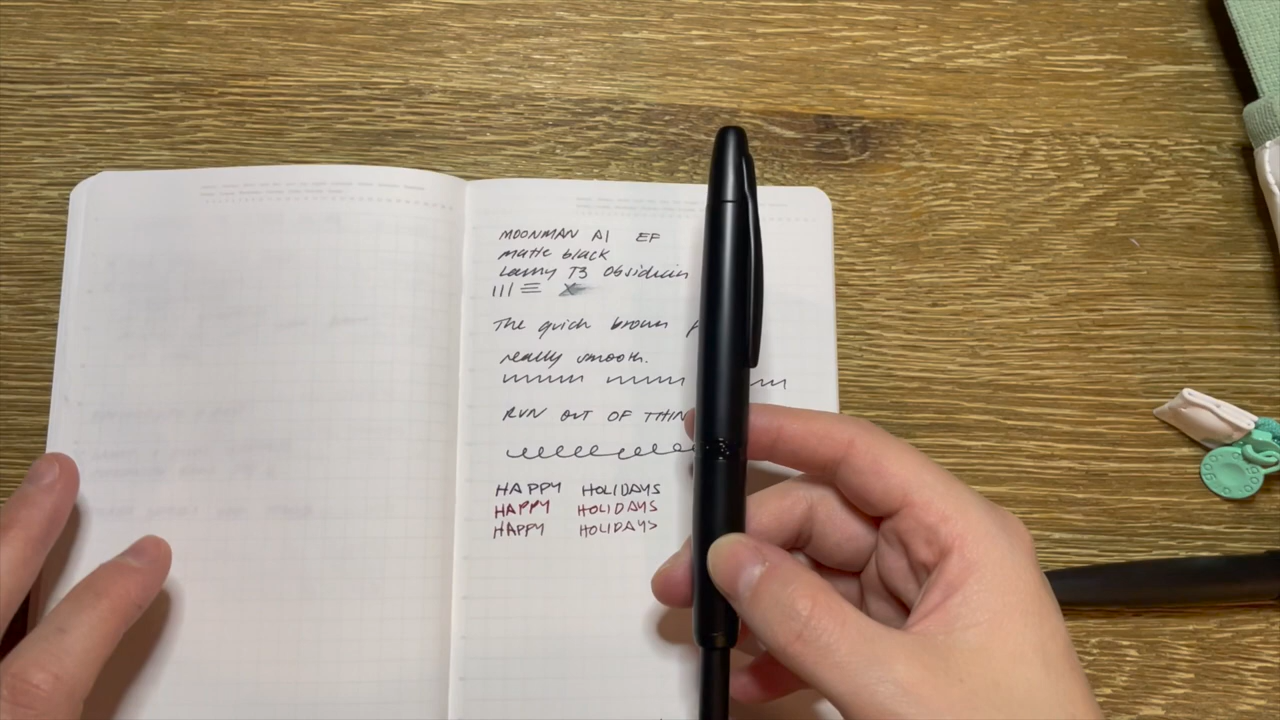 MOONMAN A1 EF
matte black
Lamy T3 Obsidian
The quick brown
really smooth.
RUN OUT OF THIN
HAPPY HOLIDAYS
HAPPY HOLIDAYS
HAPPY HOLIDAYS